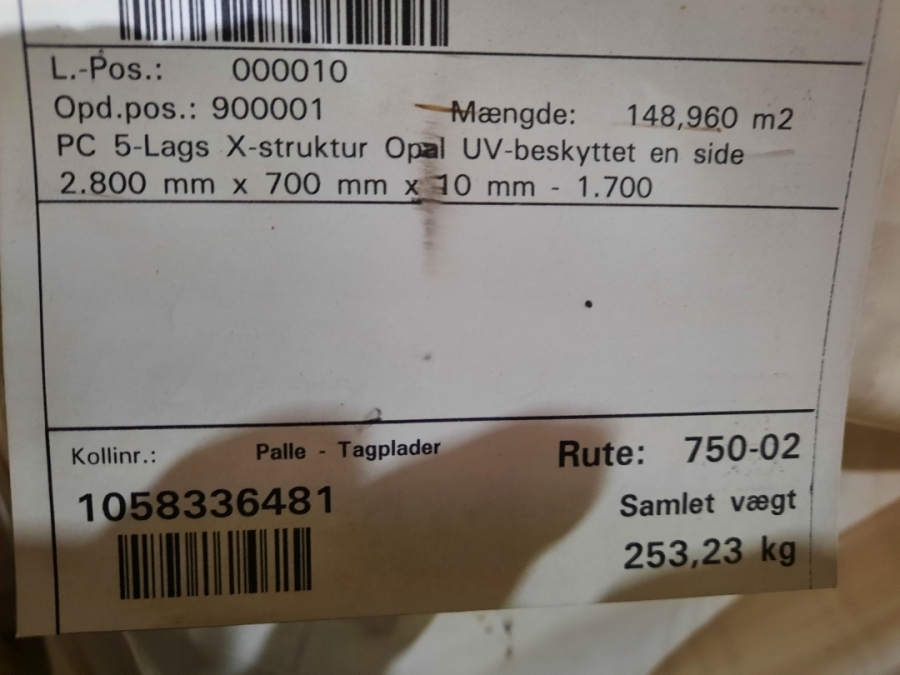 L.-Pos.: 000010
Opd.pos.: 900001 Mængde: 148,960 m2
PC 5-Lags X-struktur Opal UV-beskyttet en side
2.800 mm x 700 mm x 10 mm - 1.700
Kollinr.: Palle - Tagplader Rute: 750-02
1058336481 Samlet vægt
253,23 kg